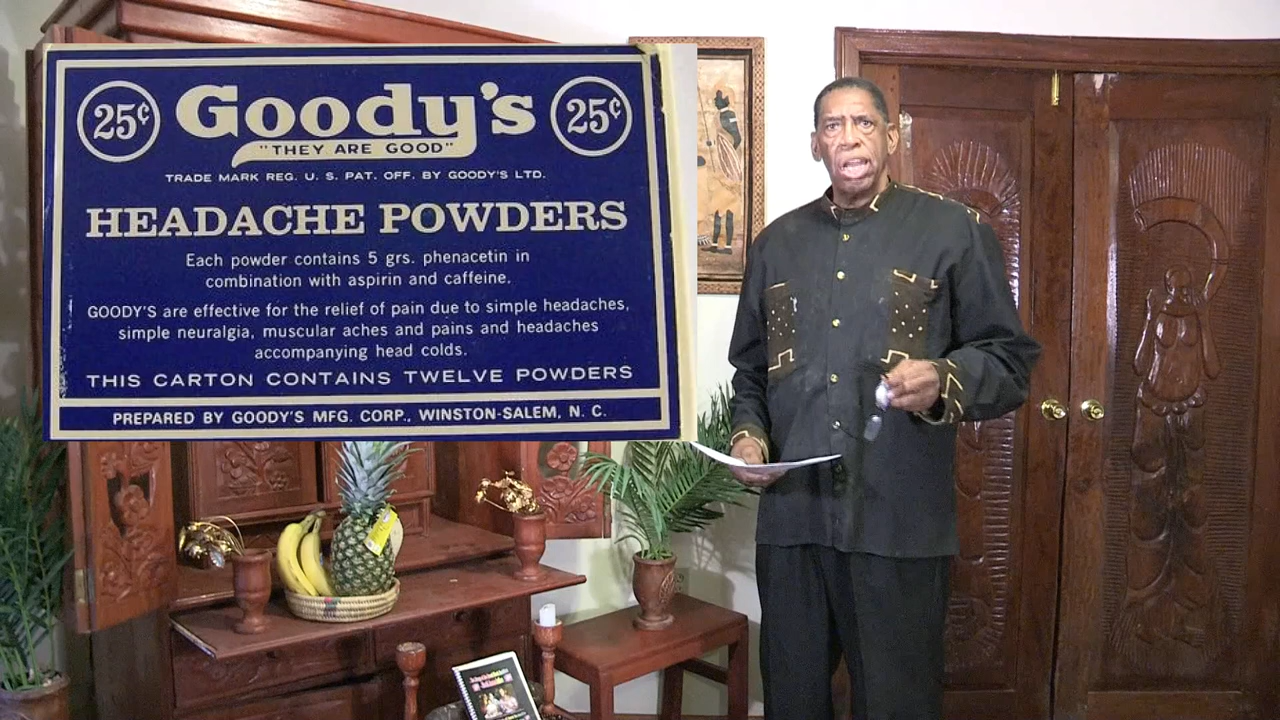 25¢ Goody's 25¢
"THEY ARE GOOD"
TRADE MARK REG. U. S. PAT. OFF. BY GOODY'S LTD.
HEADACHE POWDERS
Each powder contains 5 grs. phenacetin in
combination with aspirin and caffeine.
GOODY'S are effective for the relief of pain due to simple headaches,
simple neuralgia, muscular aches and pains and headaches
accompanying head colds.
THIS CARTON CONTAINS TWELVE POWDERS
PREPARED BY GOODY'S MFG. CORP., WINSTON-SALEM, N. C.